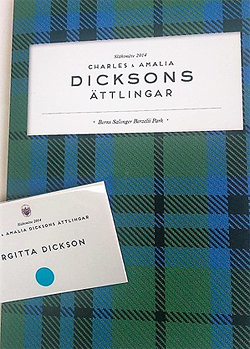 Släktmöte 2014
CHARLES & AMALIA
DICKSONS
ÄTTLINGAR
• Berns Salonger Berzelii Park •
Släktmöte 2014
& AMALIA DICKSONS ÄTTLINGAR
RGITTA DICKSON